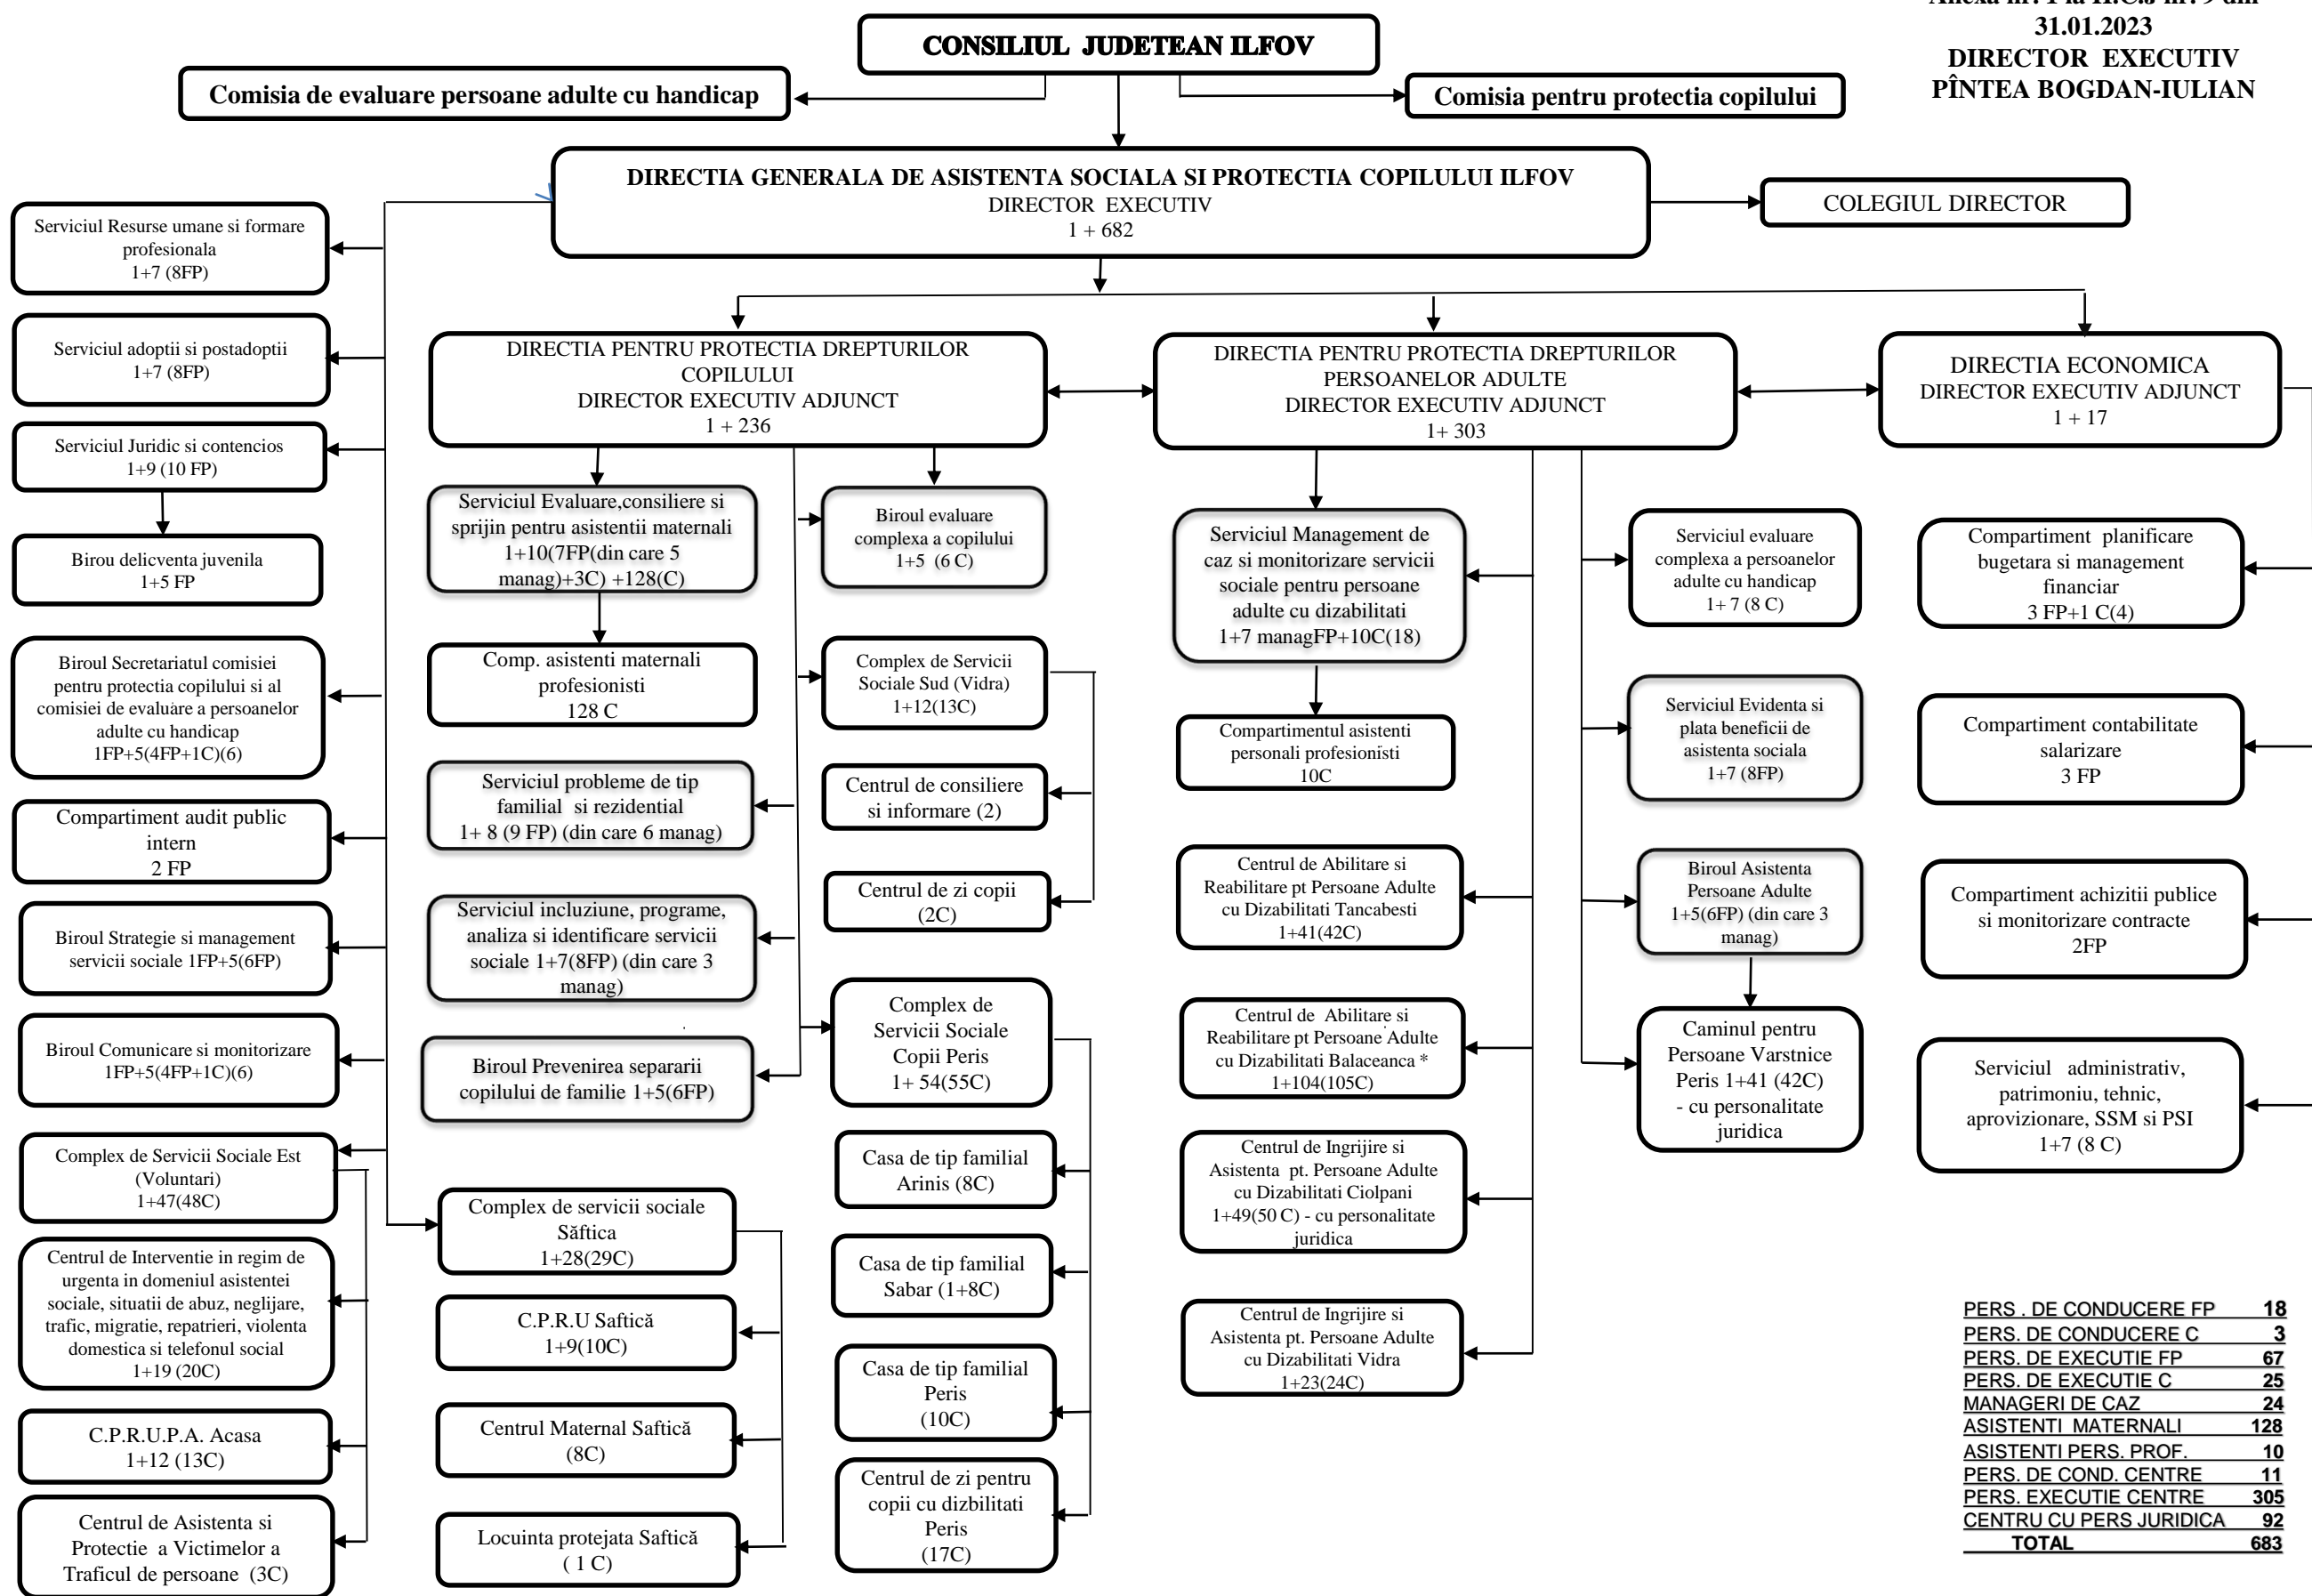 Anexa nr. 1 la H.C.J nr. 9 din
31.01.2023
DIRECTOR EXECUTIV
PÎNTEA BOGDAN-IULIAN
CONSILIUL JUDETEAN ILFOV
Comisia de evaluare persoane adulte cu handicap
Comisia pentru protectia copilului
DIRECTIA GENERALA DE ASISTENTA SOCIALA SI PROTECTIA COPILULUI ILFOV
DIRECTOR EXECUTIV
1 + 682
COLEGIUL DIRECTOR
Serviciul Resurse umane si formare
profesionala
1+7 (8FP)
Serviciul adoptii si postadoptii
1+7 (8FP)
Serviciul Juridic si contencios
1+9 (10 FP)
Birou delicventa juvenila
1+5 FP
Biroul Secretariatul comisiei
pentru protectia copilului si al
comisiei de evaluare a persoanelor
adulte cu handicap
1FP+5(4FP+1C)(6)
Compartiment audit public
intern
2 FP
Biroul Strategie si management
servicii sociale 1FP+5(6FP)
Biroul Comunicare si monitorizare
1FP+5(4FP+1C)(6)
Complex de Servicii Sociale Est
(Voluntari)
1+47(48C)
Centrul de Interventie in regim de
urgenta in domeniul asistentei
sociale, situatii de abuz, neglijare,
trafic, migratie, repatrieri, violenta
domestica si telefonul social
1+19 (20C)
C.P.R.U.P.A. Acasa
1+12 (13C)
Centrul de Asistenta si
Protectie a Victimelor a
Traficul de persoane (3C)
DIRECTIA PENTRU PROTECTIA DREPTURILOR
COPILULUI
DIRECTOR EXECUTIV ADJUNCT
1 + 236
Serviciul Evaluare,consiliere si
sprijin pentru asistentii maternali
1+10(7FP(din care 5
manag)+3C) +128(C)
Comp. asistenti maternali
profesionisti
128 C
Serviciul probleme de tip
familial si rezidential
1+ 8 (9 FP) (din care 6 manag)
Serviciul incluziune, programe,
analiza si identificare servicii
sociale 1+7(8FP) (din care 3
manag)
Biroul Prevenirea separarii
copilului de familie 1+5(6FP)
Complex de servicii sociale
Săftica
1+28(29C)
C.P.R.U Saftică
1+9(10C)
Centrul Maternal Saftică
(8C)
Locuinta protejata Saftică
( 1 C)
Biroul evaluare
complexa a copilului
1+5 (6 C)
Complex de Servicii
Sociale Sud (Vidra)
1+12(13C)
Centrul de consiliere
si informare (2)
Centrul de zi copii
(2C)
Complex de
Servicii Sociale
Copii Peris
1+ 54(55C)
Casa de tip familial
Arinis (8C)
Casa de tip familial
Sabar (1+8C)
Casa de tip familial
Peris
(10C)
Centrul de zi pentru
copii cu dizbilitati
Peris
(17C)
DIRECTIA PENTRU PROTECTIA DREPTURILOR
PERSOANELOR ADULTE
DIRECTOR EXECUTIV ADJUNCT
1+ 303
Serviciul Management de
caz si monitorizare servicii
sociale pentru persoane
adulte cu dizabilitati
1+7 managFP+10C(18)
Compartimentul asistenti
personali profesionisti
10C
Centrul de Abilitare si
Reabilitare pt Persoane Adulte
cu Dizabilitati Tancabesti
1+41(42C)
Centrul de Abilitare si
Reabilitare pt Persoane Adulte
cu Dizabilitati Balaceanca *
1+104(105C)
Centrul de Ingrijire si
Asistenta pt. Persoane Adulte
cu Dizabilitati Ciolpani
1+49(50 C) - cu personalitate
juridica
Centrul de Ingrijire si
Asistenta pt. Persoane Adulte
cu Dizabilitati Vidra
1+23(24C)
Serviciul evaluare
complexa a persoanelor
adulte cu handicap
1+ 7 (8 C)
Serviciul Evidenta si
plata beneficii de
asistenta sociala
1+7 (8FP)
Biroul Asistenta
Persoane Adulte
1+5(6FP) (din care 3
manag)
Caminul pentru
Persoane Varstnice
Peris 1+41 (42C)
- cu personalitate
juridica
DIRECTIA ECONOMICA
DIRECTOR EXECUTIV ADJUNCT
1 + 17
Compartiment planificare
bugetara si management
financiar
3 FP+1 C(4)
Compartiment contabilitate
salarizare
3 FP
Compartiment achizitii publice
si monitorizare contracte
2FP
Serviciul administrativ,
patrimoniu, tehnic,
aprovizionare, SSM si PSI
1+7 (8 C)
PERS . DE CONDUCERE FP 18
PERS. DE CONDUCERE C 3
PERS. DE EXECUTIE FP 67
PERS. DE EXECUTIE C 25
MANAGERI DE CAZ 24
ASISTENTI MATERNALI 128
ASISTENTI PERS. PROF. 10
PERS. DE COND. CENTRE 11
PERS. EXECUTIE CENTRE 305
CENTRU CU PERS JURIDICA 92
TOTAL 683